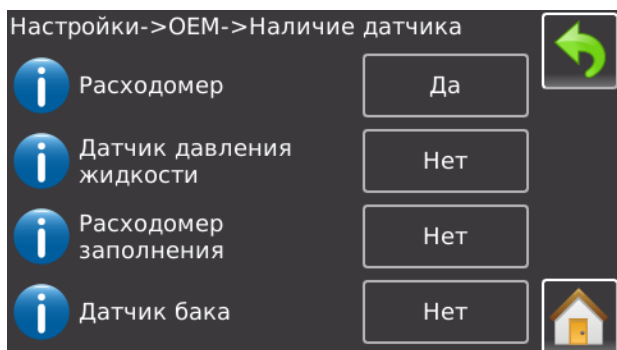 Настройки->OEM->Наличие датчика
Расходомер
Да
Датчик давления
жидкости
Нет
Расходомер
заполнения
Нет
Датчик бака
Нет